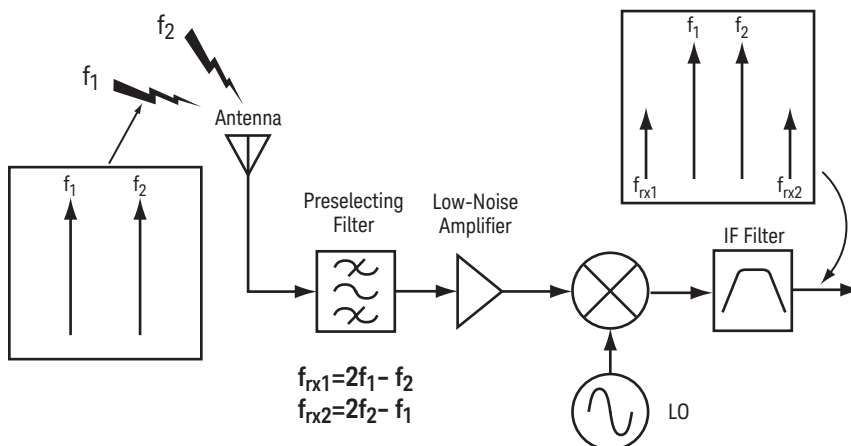 f₂
f₁
Antenna
f₁ f₂
f₁ f₂
fᵣₓ₁ fᵣₓ₂
Preselecting
Filter
Low-Noise
Amplifier
IF Filter
fᵣₓ₁=2f₁– f₂
fᵣₓ₂=2f₂– f₁
LO